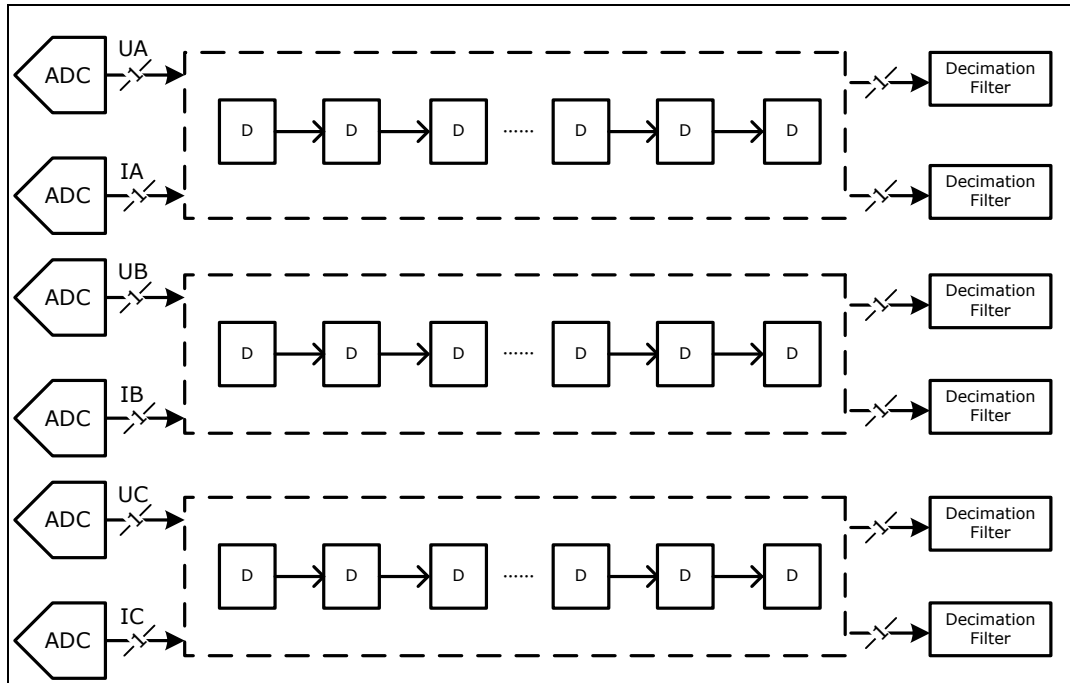 ADC
UA
Decimation
Filter
D D D ...... D D D
ADC
IA
Decimation
Filter
ADC
UB
Decimation
Filter
D D D ...... D D D
ADC
IB
Decimation
Filter
ADC
UC
Decimation
Filter
D D D ...... D D D
ADC
IC
Decimation
Filter